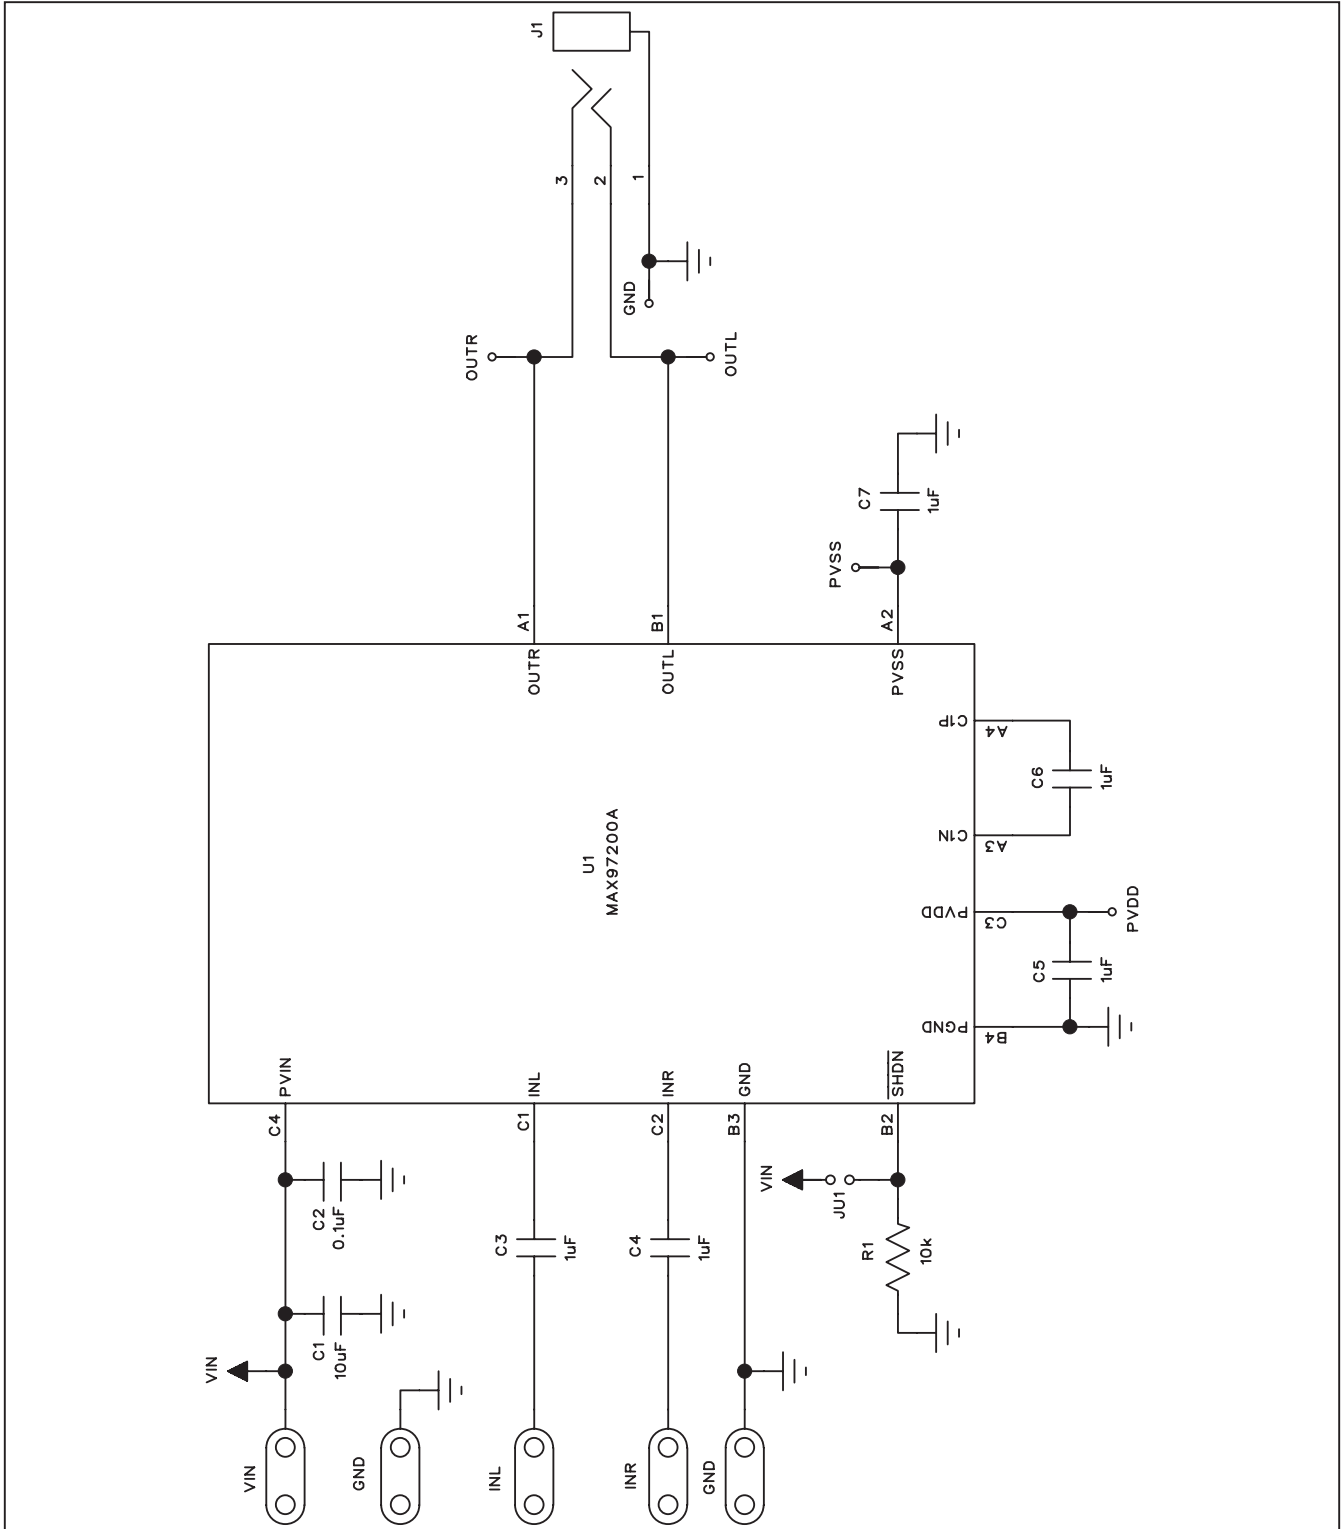 J1
3
2
1
GND
OUTR
OUTL
C7
1uF
PVSS
A1
B1
A2
OUTR
OUTL
PVSS
C1P
A4
C6
1uF
C1N
A3
U1
MAX97200A
PVDD
C3
PVDD
C5
1uF
PGND
B4
PVIN
INL
INR
GND
SHDN
C4
C1
C2
B3
B2
VIN
JU1
C2
0.1uF
C3
1uF
C4
1uF
R1
10k
C1
10uF
VIN
VIN
GND
INL
INR
GND